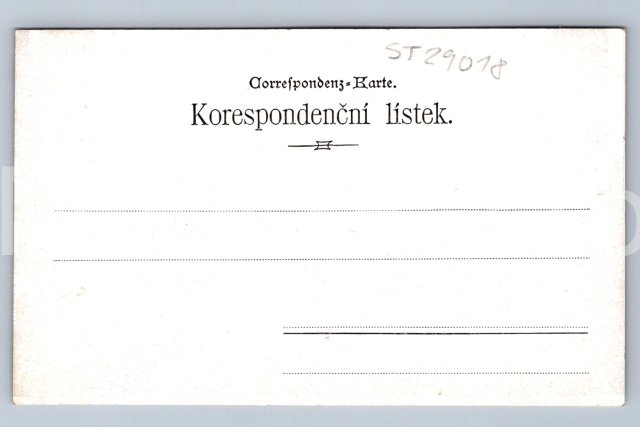 ST29018
Correſpondenz-Karte.
Korespondenční lístek.